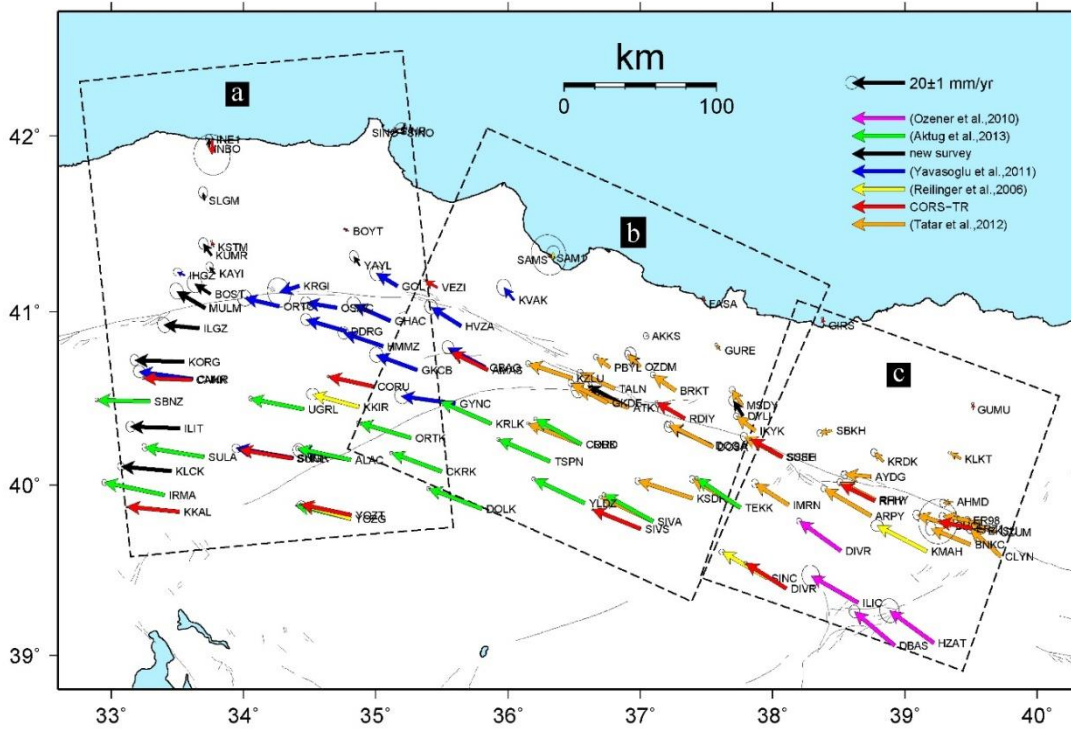 km
0 100
20±1 mm/yr
(Ozener et al.,2010)
(Aktug et al.,2013)
new survey
(Yavasoglu et al.,2011)
(Reilinger et al.,2006)
CORS-TR
(Tatar et al.,2012)
a
b
c
42°
41°
40°
39°
INBO
SINO
SLGM
KSTM
KUMR
BOYT
YAYL
IHGZ
KAYI
BOST
MULM
KRGI
GOL
VEZI
KVAK
SAMS
SAM1
FASA
GIRS
ILGZ
GHAC
HVZA
HMMZ
AKKS
GURE
KORG
GKCB
KZLU
OZDM
BRKT
TALN
CORU
GYNC
ATKY
RDIY
MSDY
GUMU
SBNZ
UGRL
KKIR
KRLK
IKYK
SBKH
ILIT
ORTK
SULA
ALAC
TSPN
KRDK
KLKT
KLCK
CKRK
AYDG
IRMA
DOLK
YLDZ
KSDK
TEKK
IMRN
ARPY
AHMD
KKAL
SIVA
SIVS
DIVR
KMAH
BNKC
CLYN
SINC
DIVR
ILIC
DBAS
HZAT
33 34 35 36 37 38 39 40